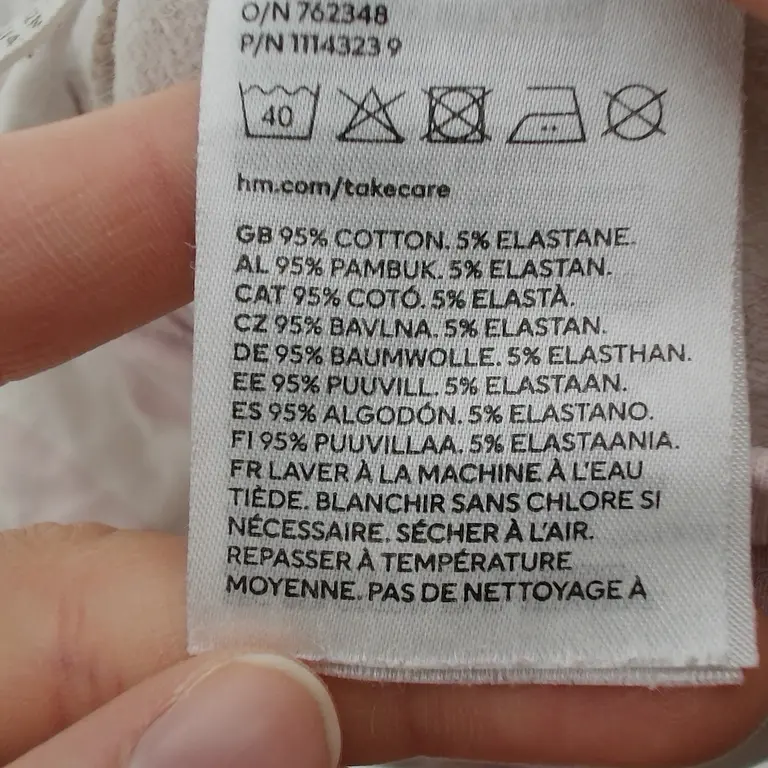 O/N 762348
P/N 1114323 9
40
hm.com/takecare
GB 95% COTTON. 5% ELASTANE.
AL 95% PAMBUK. 5% ELASTAN.
CAT 95% COTÓ. 5% ELASTÀ.
CZ 95% BAVLNA. 5% ELASTAN.
DE 95% BAUMWOLLE. 5% ELASTHAN.
EE 95% PUUVILL. 5% ELASTAAN.
ES 95% ALGODÓN. 5% ELASTANO.
FI 95% PUUVILLAA. 5% ELASTAANIA.
FR LAVER À LA MACHINE À L'EAU
TIÈDE. BLANCHIR SANS CHLORE SI
NÉCESSAIRE. SÉCHER À L'AIR.
REPASSER À TEMPÉRATURE
MOYENNE. PAS DE NETTOYAGE À